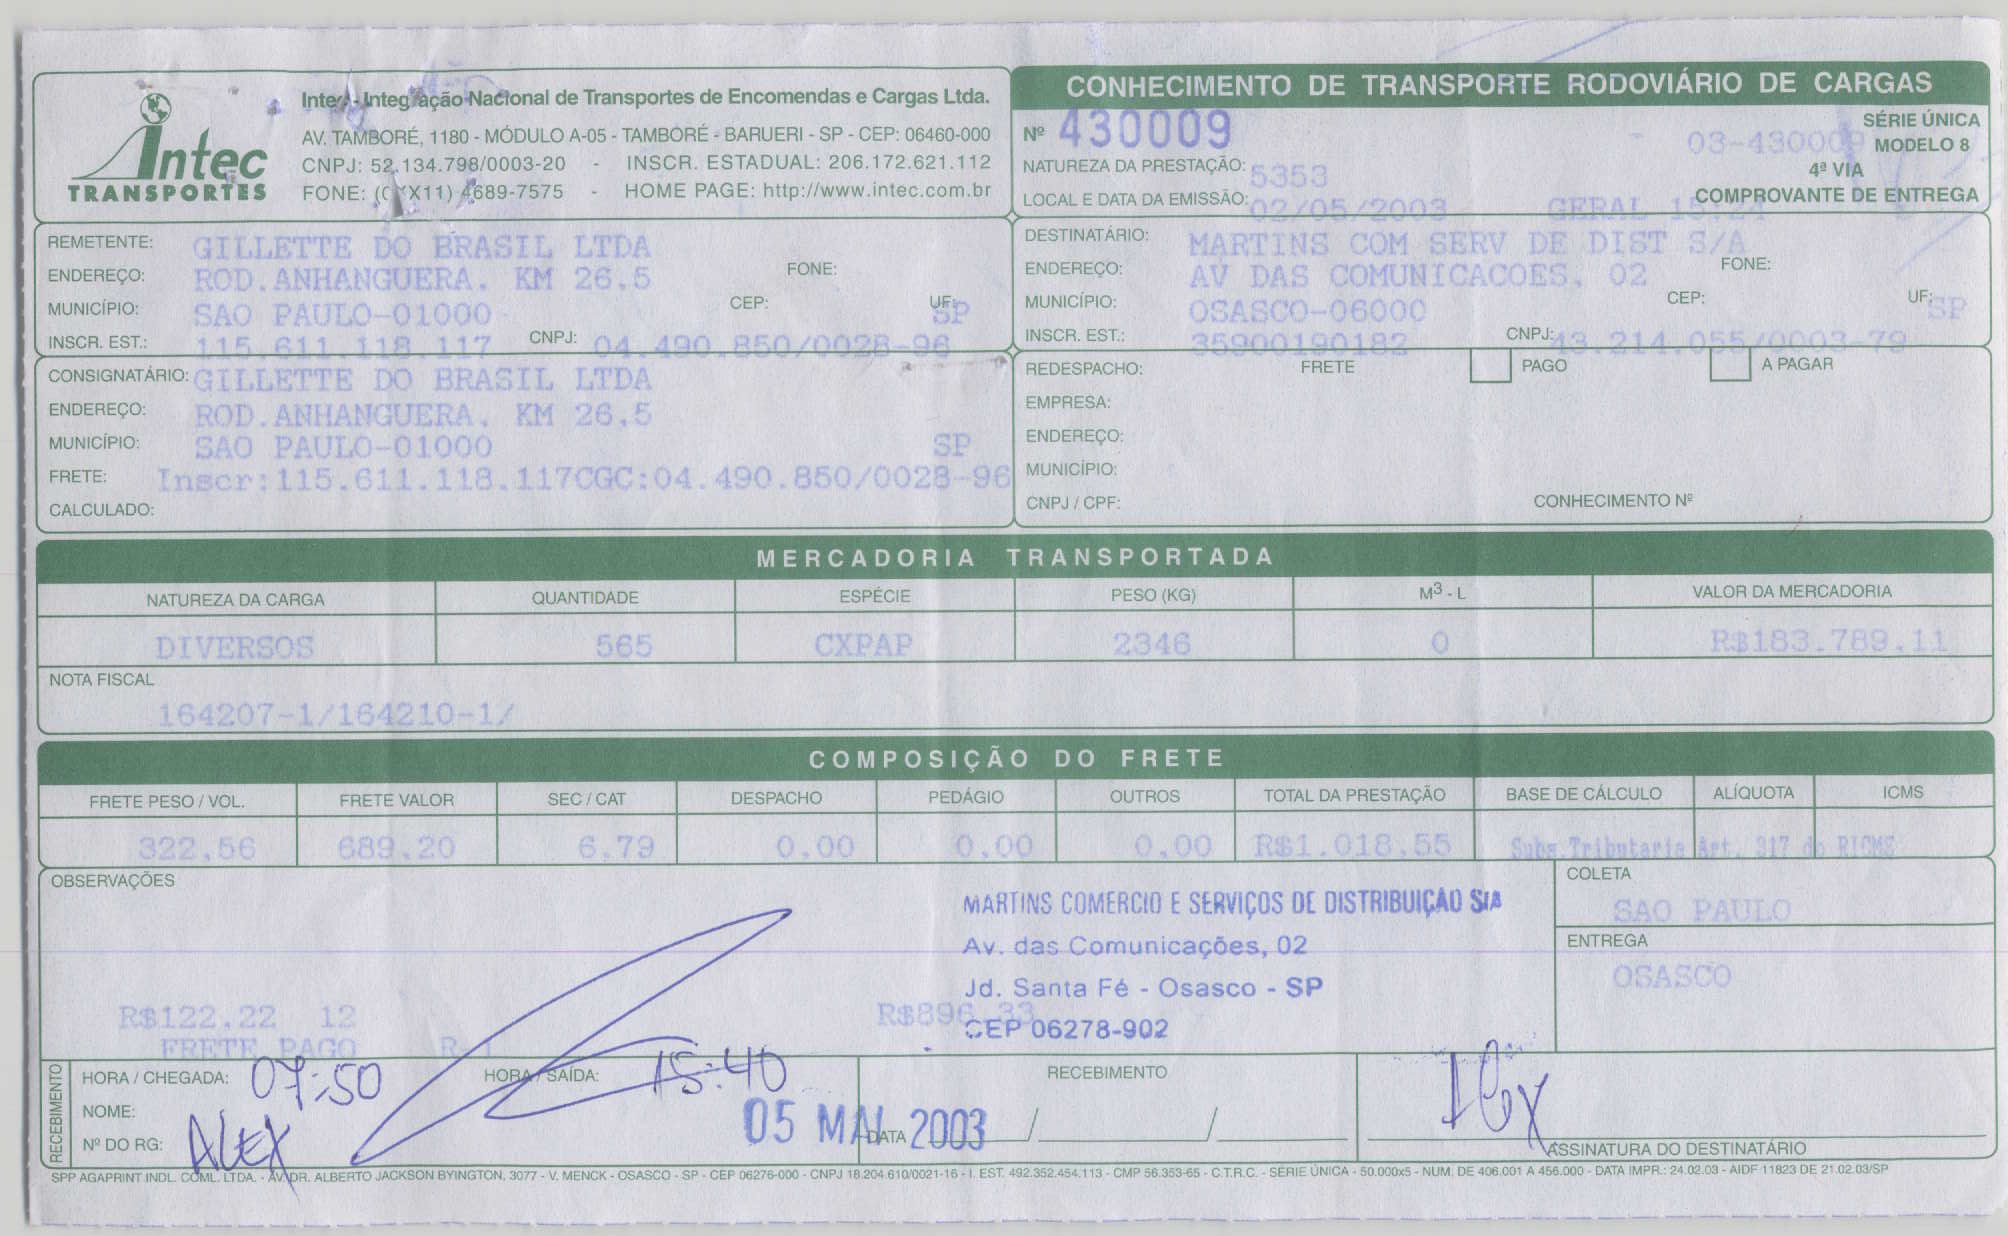 Intec
TRANSPORTES
Intec - Integração Nacional de Transportes de Encomendas e Cargas Ltda.
AV. TAMBORÉ, 1180 - MÓDULO A-05 - TAMBORÉ - BARUERI - SP - CEP: 06460-000
CNPJ: 52.134.798/0003-20 - INSCR. ESTADUAL: 206.172.621.112
FONE: (0XX11) 4689-7575 - HOME PAGE: http://www.intec.com.br
CONHECIMENTO DE TRANSPORTE RODOVIÁRIO DE CARGAS
Nº 430009
SÉRIE ÚNICA
03-430009 MODELO 8
NATUREZA DA PRESTAÇÃO: 5353
4ª VIA
LOCAL E DATA DA EMISSÃO: 02/05/2003 GERAL 15:24
COMPROVANTE DE ENTREGA
REMETENTE: GILLETTE DO BRASIL LTDA
ENDEREÇO: ROD.ANHANGUERA. KM 26.5 FONE:
MUNICÍPIO: SAO PAULO-01000 CEP: UF: SP
INSCR. EST.: 115.611.118.117 CNPJ: 04.490.850/0028-96
DESTINATÁRIO: MARTINS COM SERV DE DIST S/A
ENDEREÇO: AV DAS COMUNICACOES, 02 FONE:
MUNICÍPIO: OSASCO-06000 CEP: UF: SP
INSCR. EST.: 35900190182 CNPJ: 43.214.055/0003-79
CONSIGNATÁRIO: GILLETTE DO BRASIL LTDA
ENDEREÇO: ROD.ANHANGUERA. KM 26.5
MUNICÍPIO: SAO PAULO-01000 SP
FRETE: Inscr:115.611.118.117CGC:04.490.850/0028-96
CALCULADO:
REDESPACHO: FRETE PAGO A PAGAR
EMPRESA:
ENDEREÇO:
MUNICÍPIO:
CNPJ / CPF: CONHECIMENTO Nº
MERCADORIA TRANSPORTADA
NATUREZA DA CARGA QUANTIDADE ESPÉCIE PESO (KG) M3 - L VALOR DA MERCADORIA
DIVERSOS 565 CXPAP 2346 0 R$183.789,11
NOTA FISCAL
164207-1/164210-1/
COMPOSIÇÃO DO FRETE
FRETE PESO / VOL. FRETE VALOR SEC / CAT DESPACHO PEDÁGIO OUTROS TOTAL DA PRESTAÇÃO BASE DE CÁLCULO ALÍQUOTA ICMS
322,56 689,20 6,79 0,00 0,00 0,00 R$1.018,55 Subs.Tributaria Art. 317 do RICMS
OBSERVAÇÕES
MARTINS COMERCIO E SERVIÇOS DE DISTRIBUIÇÃO S/A
Av. das Comunicações, 02
Jd. Santa Fé - Osasco - SP
CEP 06278-902
COLETA
SAO PAULO
ENTREGA
OSASCO
R$122,22 12 R$896,33
FRETE PAGO R-1
RECEBIMENTO
HORA / CHEGADA: 07:50 HORA / SAÍDA: 15:40
NOME:
Nº DO RG: ALEX
RECEBIMENTO
05 MAI 2003
DATA / /
ASSINATURA DO DESTINATÁRIO
SPP AGAPRINT INDL. COML. LTDA. - AV. DR. ALBERTO JACKSON BYINGTON, 3077 - V. MENCK - OSASCO - SP - CEP 06276-000 - CNPJ 18.204.610/0021-16 - I. EST. 492.352.454.113 - CMP 56.353-65 - C.T.R.C. - SÉRIE ÚNICA - 50.000x5 - NUM. DE 406.001 A 456.000 - DATA IMPR.: 24.02.03 - AIDF 11823 DE 21.02.03/SP